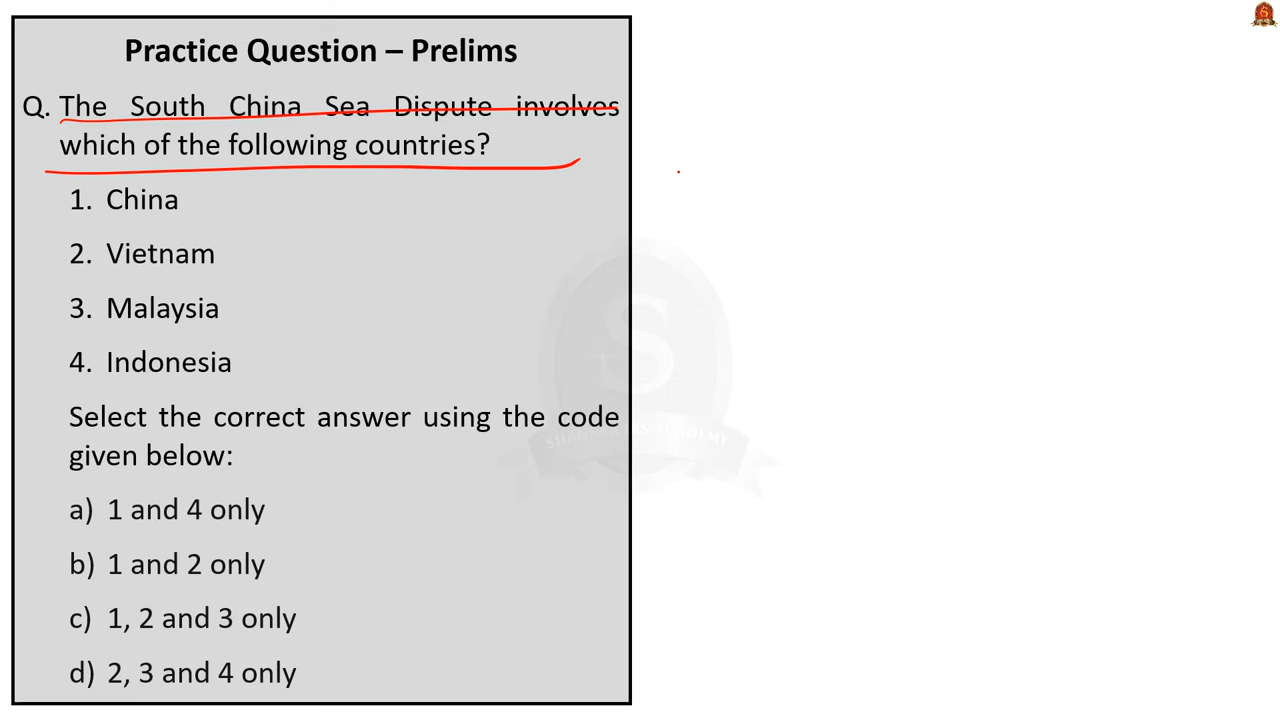 Practice Question – Prelims
Q. The South China Sea Dispute involves
which of the following countries?
1. China
2. Vietnam
3. Malaysia
4. Indonesia
Select the correct answer using the code
given below:
a) 1 and 4 only
b) 1 and 2 only
c) 1, 2 and 3 only
d) 2, 3 and 4 only